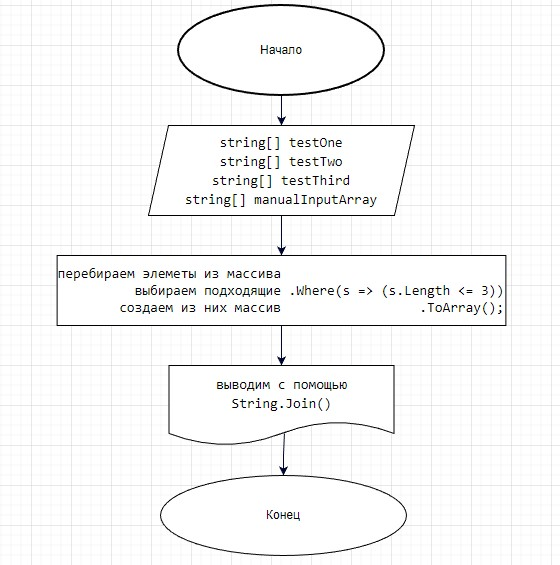 Начало
string[] testOne
string[] testTwo
string[] testThird
string[] manualInputArray
перебираем элеметы из массива
выбираем подходящие .Where(s => (s.Length <= 3))
создаем из них массив .ToArray();
выводим с помощью
String.Join()
Конец